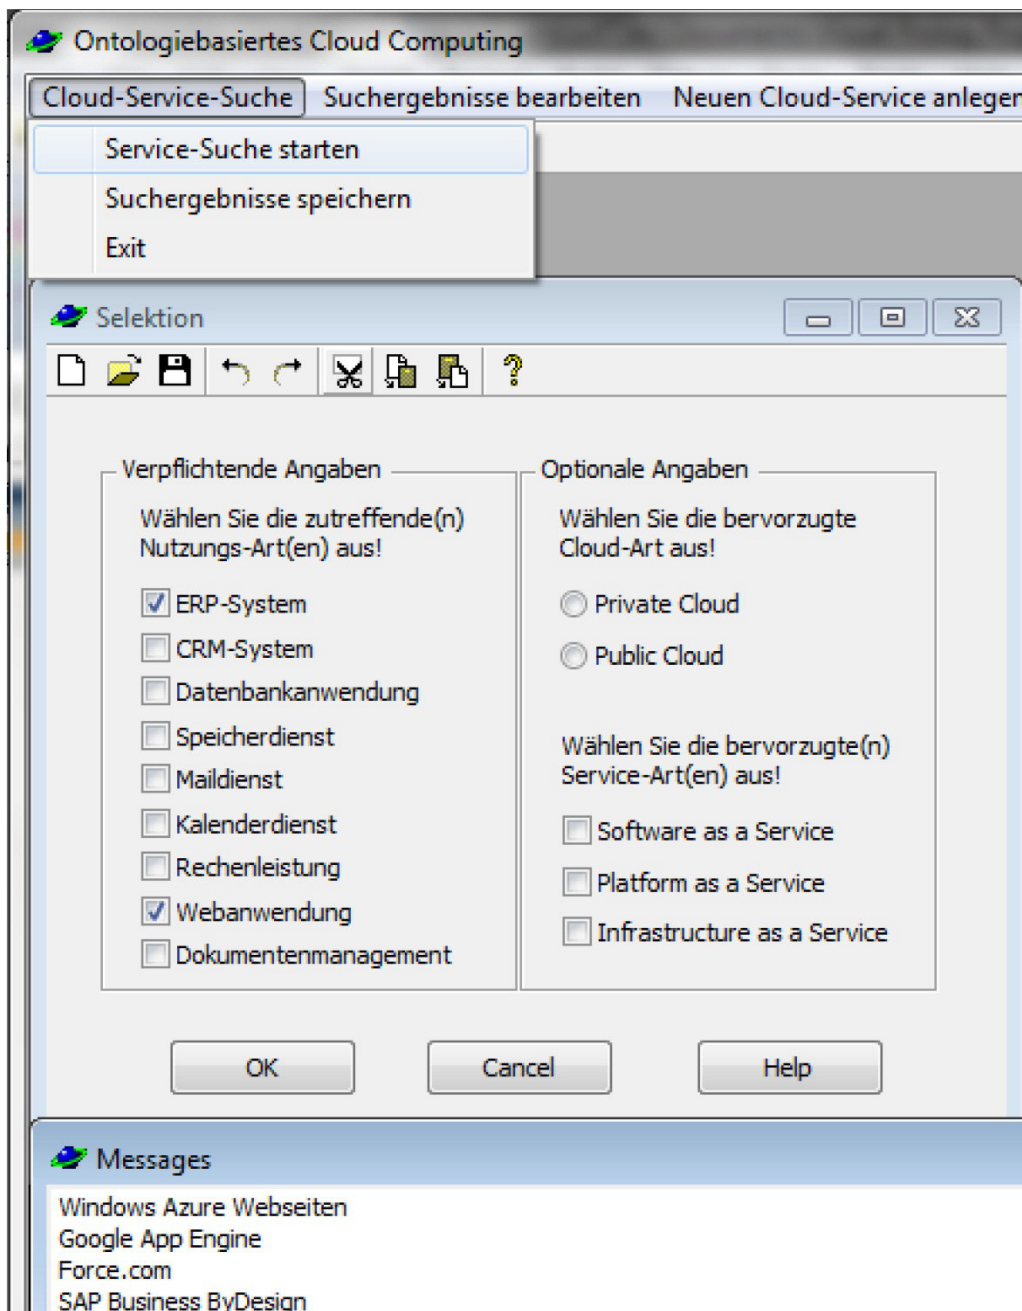 Ontologiebasiertes Cloud Computing
Cloud-Service-Suche Suchergebnisse bearbeiten Neuen Cloud-Service anlegen
Service-Suche starten
Suchergebnisse speichern
Exit
Selektion
Verpflichtende Angaben
Wählen Sie die zutreffende(n)
Nutzungs-Art(en) aus!
ERP-System
CRM-System
Datenbankanwendung
Speicherdienst
Maildienst
Kalenderdienst
Rechenleistung
Webanwendung
Dokumentenmanagement
Optionale Angaben
Wählen Sie die bervorzugte
Cloud-Art aus!
Private Cloud
Public Cloud
Wählen Sie die bervorzugte(n)
Service-Art(en) aus!
Software as a Service
Platform as a Service
Infrastructure as a Service
OK Cancel Help
Messages
Windows Azure Webseiten
Google App Engine
Force.com
SAP Business ByDesign